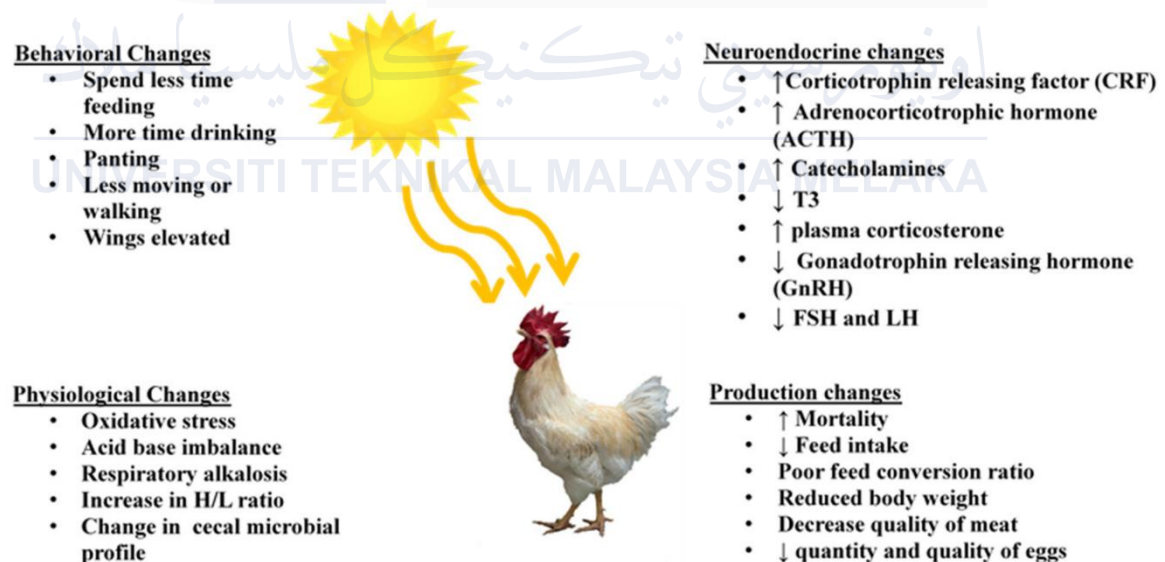 Behavioral Changes
• Spend less time
feeding
• More time drinking
• Panting
• Less moving or
walking
• Wings elevated
Neuroendocrine changes
• ↑Corticotrophin releasing factor (CRF)
• ↑ Adrenocorticotrophic hormone
(ACTH)
• ↑ Catecholamines
• ↓ T3
• ↑ plasma corticosterone
• ↓ Gonadotrophin releasing hormone
(GnRH)
• ↓ FSH and LH
اونيۏرسيتي تيكنيكل مليسيا ملاك
UNIVERSITI TEKNIKAL MALAYSIA MELAKA
Physiological Changes
• Oxidative stress
• Acid base imbalance
• Respiratory alkalosis
• Increase in H/L ratio
• Change in cecal microbial
profile
Production changes
• ↑ Mortality
• ↓ Feed intake
• Poor feed conversion ratio
• Reduced body weight
• Decrease quality of meat
• ↓ quantity and quality of eggs